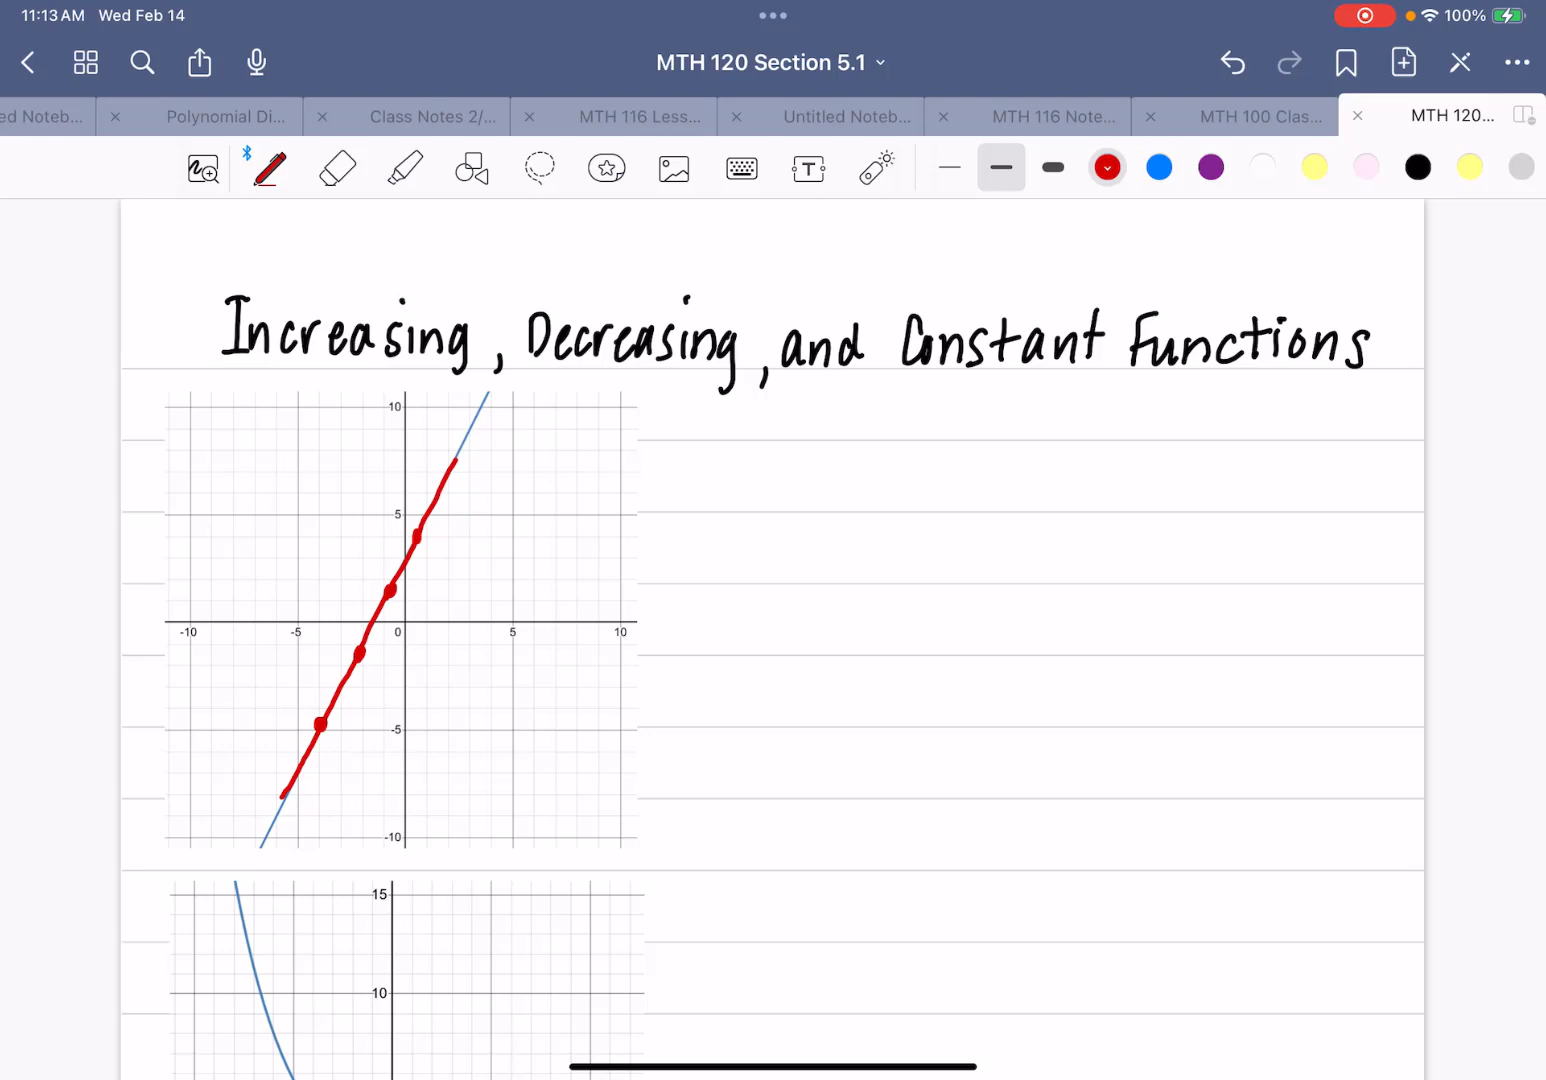 11:13 AM Wed Feb 14
100%
MTH 120 Section 5.1
ed Noteb...
Polynomial Di...
Class Notes 2/...
MTH 116 Less...
Untitled Noteb...
MTH 116 Note...
MTH 100 Clas...
MTH 120...
T
Increasing, Decreasing, and Constant Functions
10
5
-10 -5 0 5 10
-5
-10
15
10